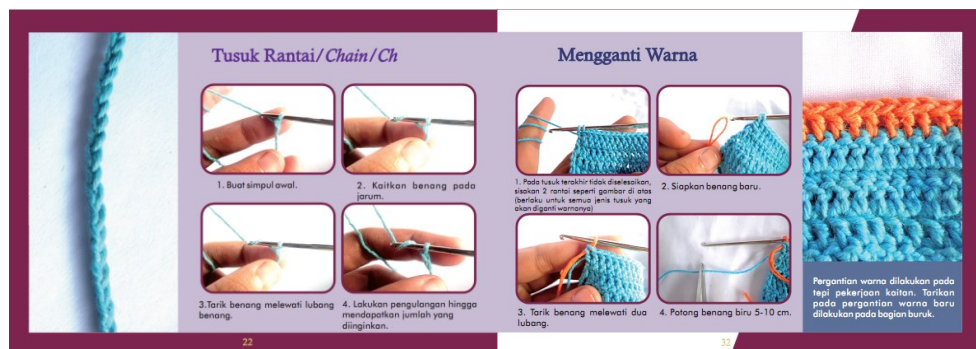 Tusuk Rantai/Chain/Ch
1. Buat simpul awal.
2. Kaitkan benang pada
jarum.
3.Tarik benang melewati lubang
benang.
4. Lakukan pengulangan hingga
mendapatkan jumlah yang
diinginkan.
22
Mengganti Warna
1. Pada tusuk terakhir tidak diselesaikan,
sisakan 2 rantai seperti gambar di atas
(berlaku untuk semua jenis tusuk yang
akan diganti warnanya)
2. Siapkan benang baru.
3. Tarik benang melewati dua
lubang.
4. Potong benang biru 5-10 cm.
Pergantian warna dilakukan pada
tepi pekerjaan kaitan. Tarikan
pada pergantian warna baru
dilakukan pada bagian buruk.
32